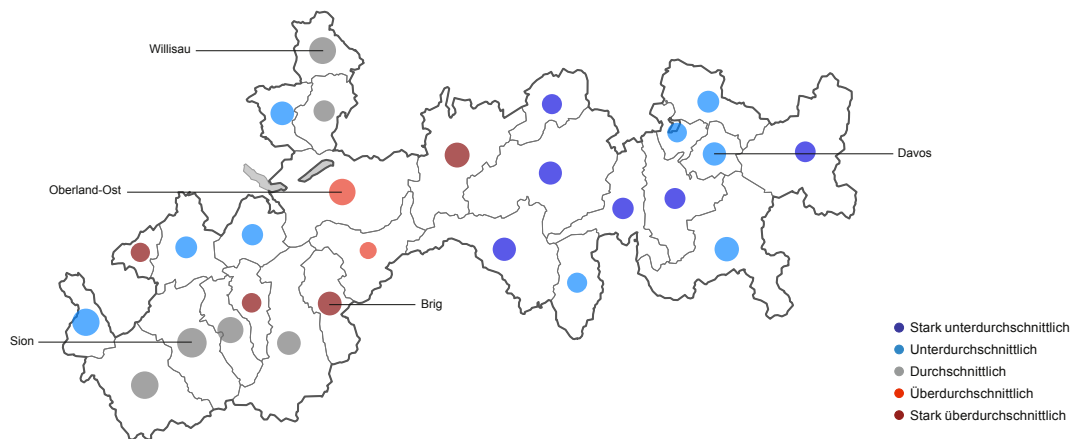 Willisau
Davos
Oberland-Ost
Brig
Sion
Stark unterdurchschnittlich
Unterdurchschnittlich
Durchschnittlich
Überdurchschnittlich
Stark überdurchschnittlich